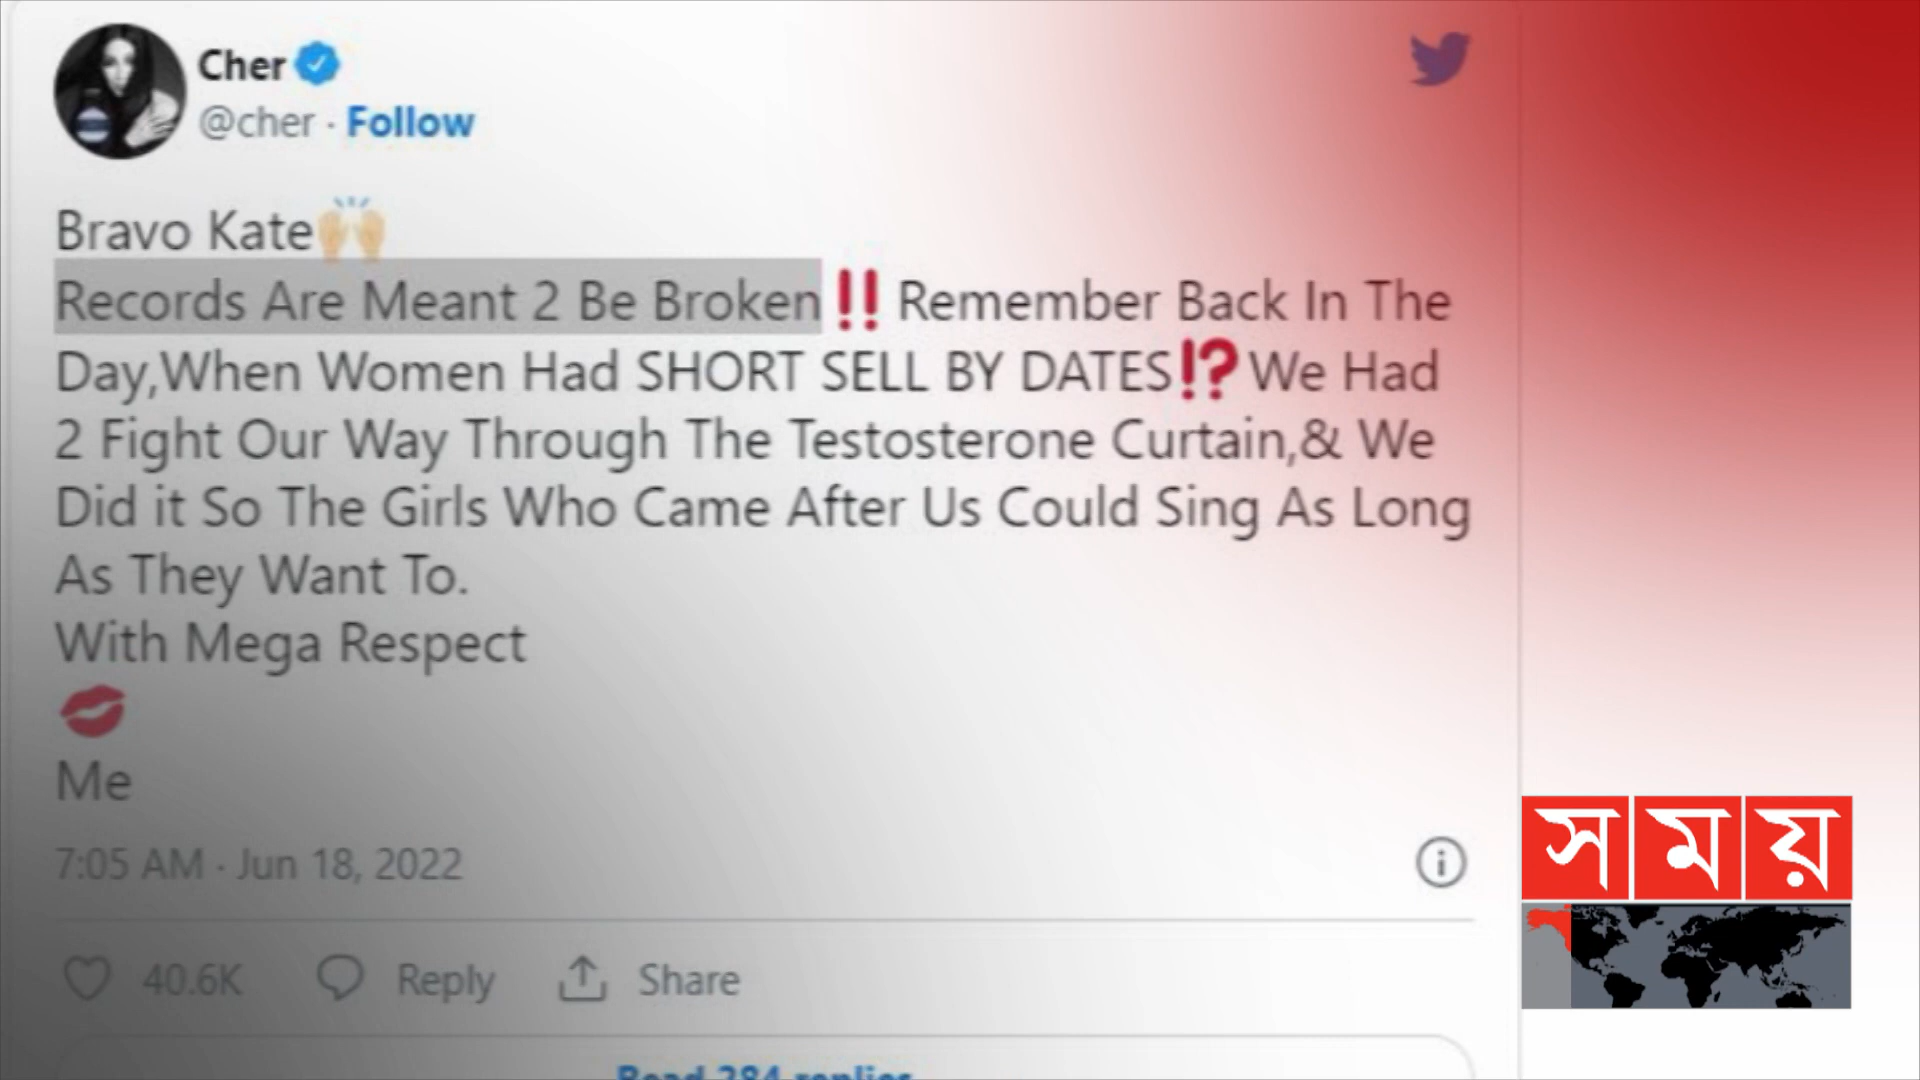 Cher
@cher · Follow
Bravo Kate🙌🏼
Records Are Meant 2 Be Broken‼️ Remember Back In The
Day,When Women Had SHORT SELL BY DATES⁉️We Had
2 Fight Our Way Through The Testosterone Curtain,& We
Did it So The Girls Who Came After Us Could Sing As Long
As They Want To.
With Mega Respect
💋
Me
7:05 AM · Jun 18, 2022
40.6K Reply Share
Read 284 replies
সময়